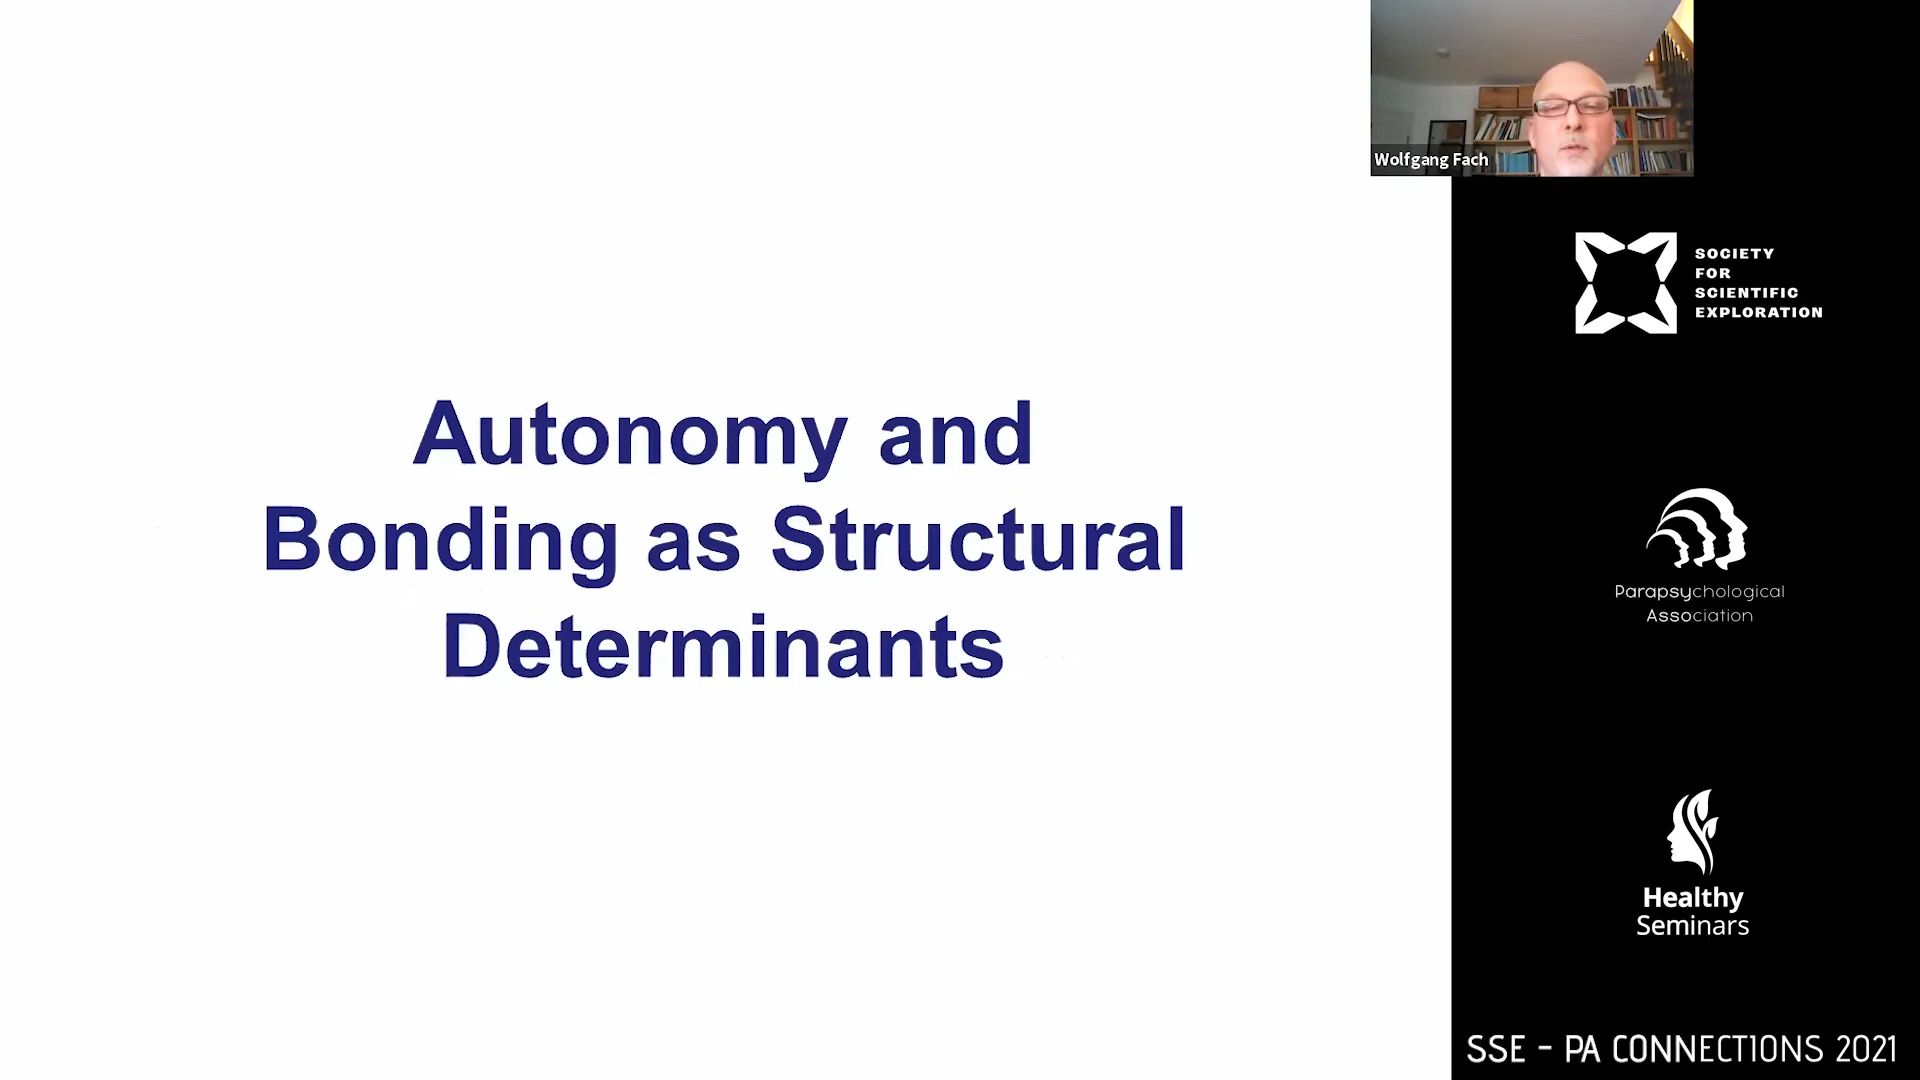 Autonomy and
Bonding as Structural
Determinants
Wolfgang Fach
SOCIETY
FOR
SCIENTIFIC
EXPLORATION
Parapsychological
Association
Healthy
Seminars
SSE - PA CONNECTIONS 2021